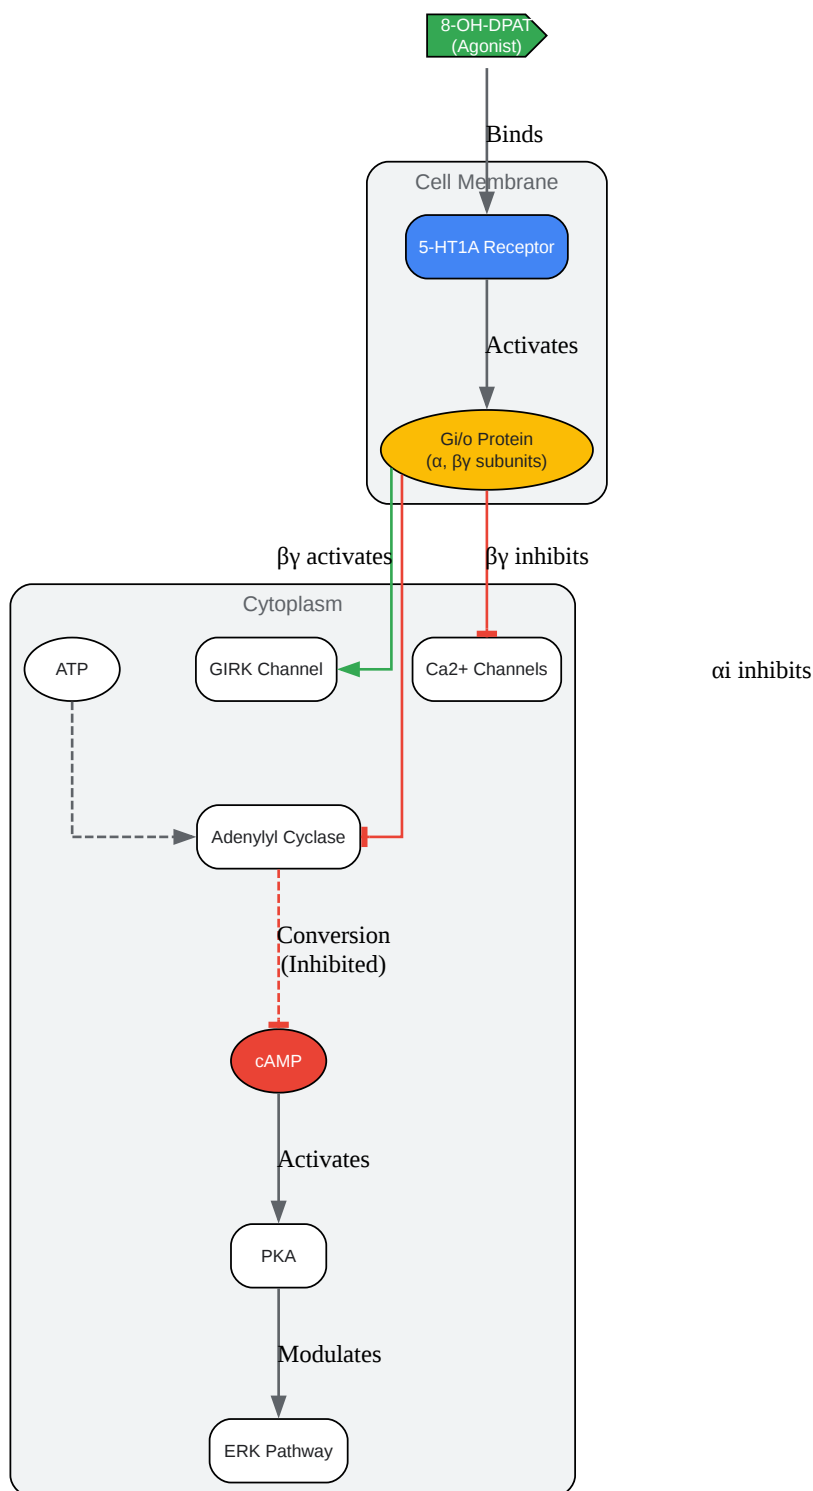 8-OH-DPAT
(Agonist)
Binds
Cell Membrane
5-HT1A Receptor
Activates
Gi/o Protein
(α, βγ subunits)
βγ activates
βγ inhibits
Cytoplasm
ATP
GIRK Channel
Ca2+ Channels
αi inhibits
Adenylyl Cyclase
Conversion
(Inhibited)
cAMP
Activates
PKA
Modulates
ERK Pathway